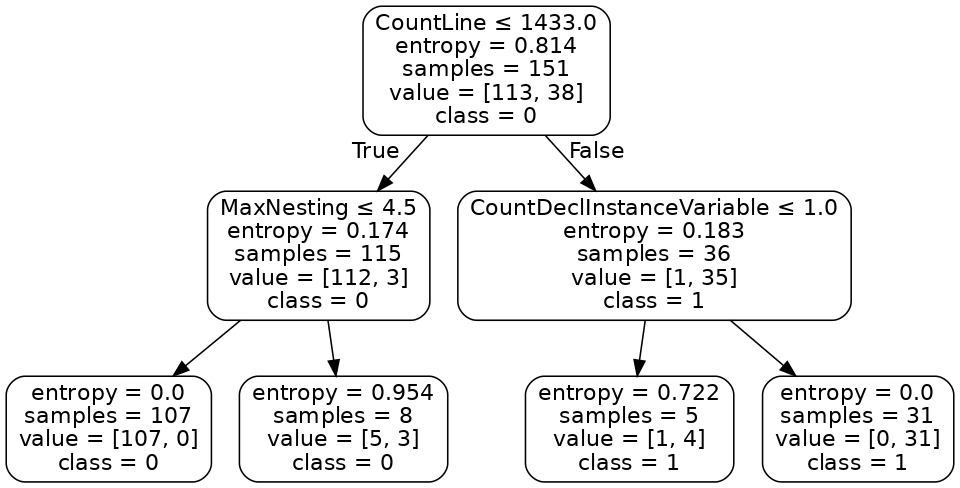 CountLine ≤ 1433.0
entropy = 0.814
samples = 151
value = [113, 38]
class = 0
True
False
MaxNesting ≤ 4.5
entropy = 0.174
samples = 115
value = [112, 3]
class = 0
CountDeclInstanceVariable ≤ 1.0
entropy = 0.183
samples = 36
value = [1, 35]
class = 1
entropy = 0.0
samples = 107
value = [107, 0]
class = 0
entropy = 0.954
samples = 8
value = [5, 3]
class = 0
entropy = 0.722
samples = 5
value = [1, 4]
class = 1
entropy = 0.0
samples = 31
value = [0, 31]
class = 1